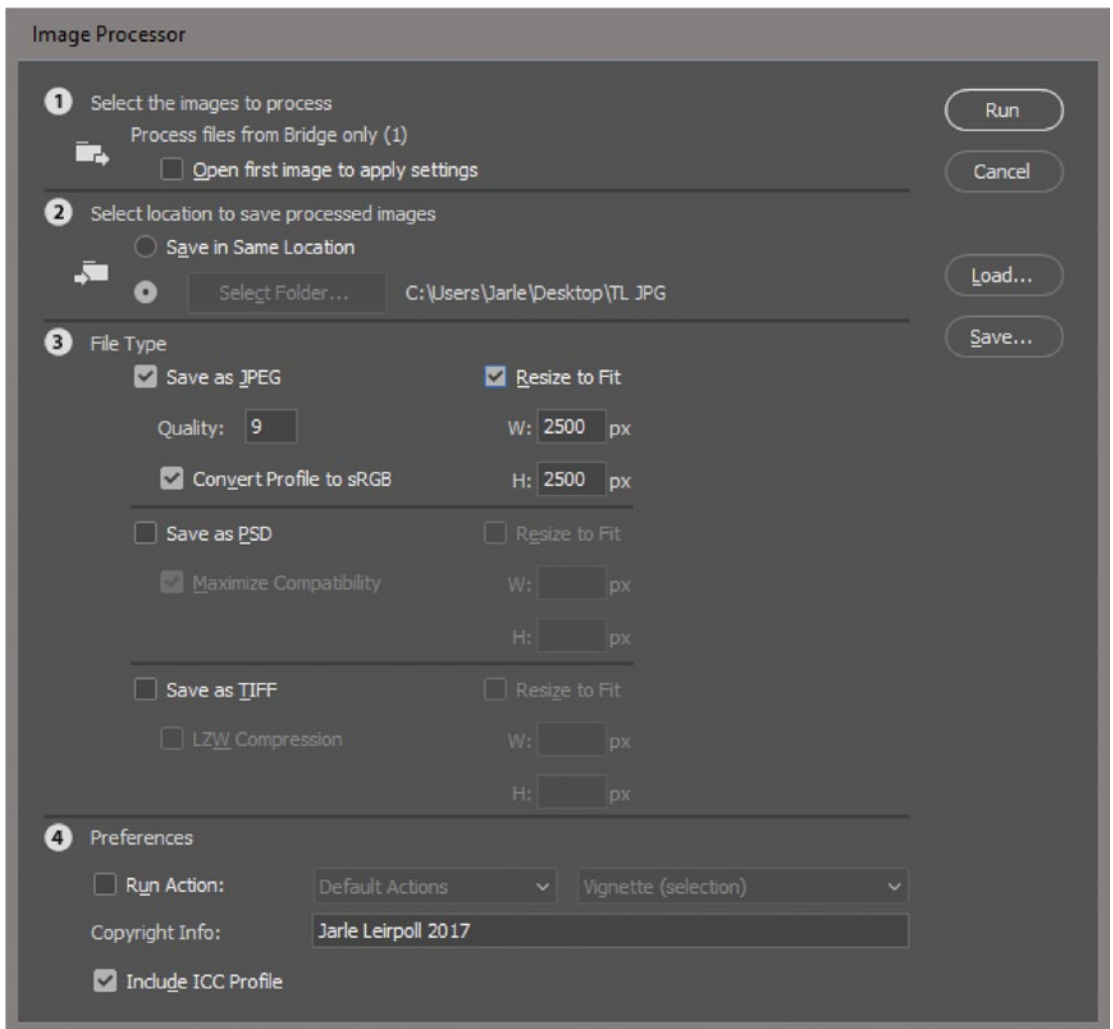 Image Processor
1 Select the images to process
Process files from Bridge only (1)
Open first image to apply settings
Run
Cancel
2 Select location to save processed images
Save in Same Location
Select Folder... C:\Users\Jarle\Desktop\TL JPG
Load...
Save...
3 File Type
Save as JPEG Resize to Fit
Quality: 9 W: 2500 px
Convert Profile to sRGB H: 2500 px
Save as PSD Resize to Fit
Maximize Compatibility W: px
H: px
Save as TIFF Resize to Fit
LZW Compression W: px
H: px
4 Preferences
Run Action: Default Actions Vignette (selection)
Copyright Info: Jarle Leirpoll 2017
Include ICC Profile